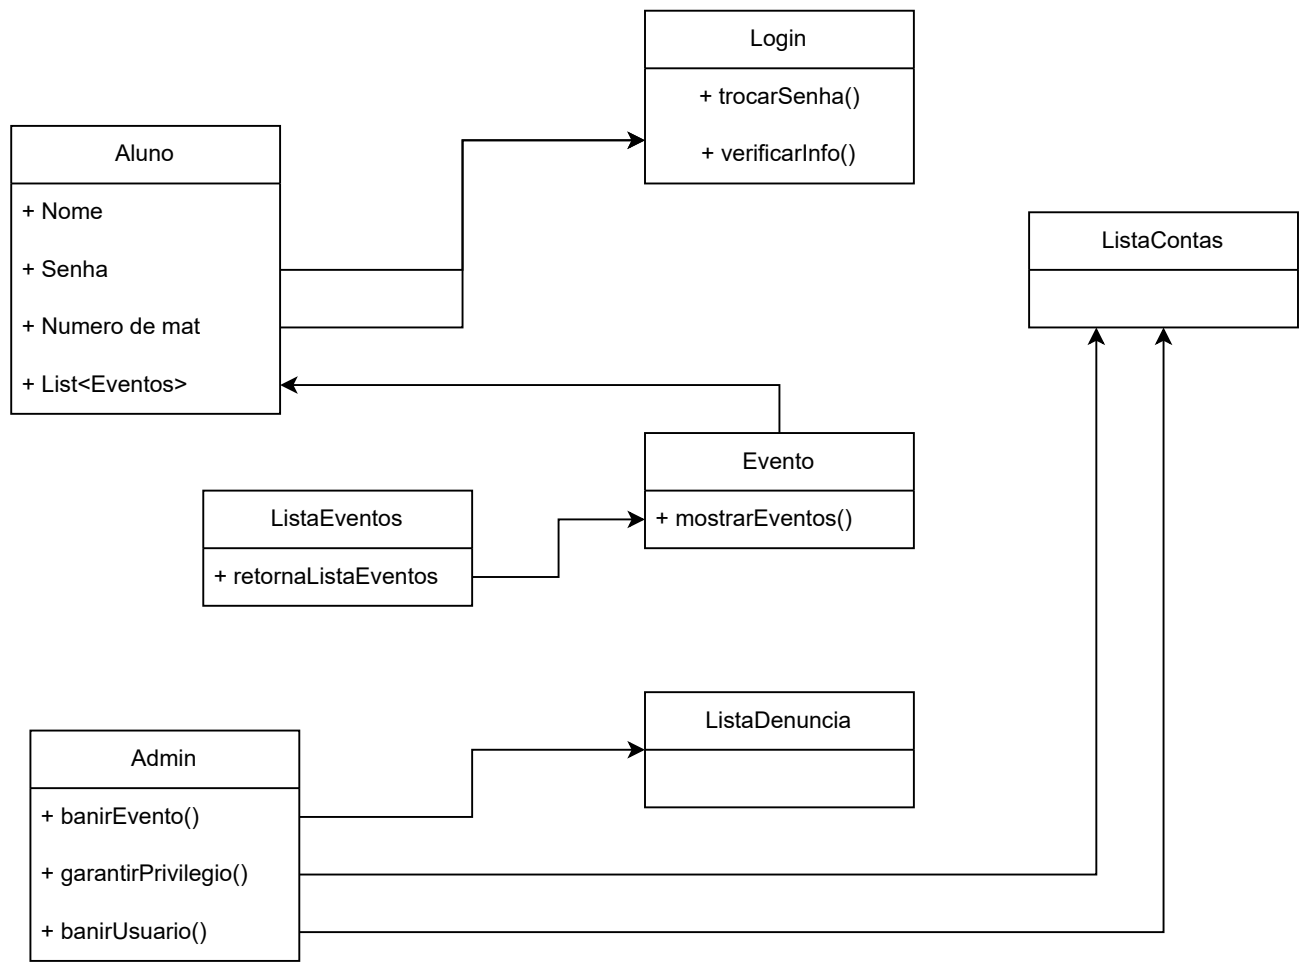 Login
+ trocarSenha()
+ verificarInfo()
Aluno
+ Nome
+ Senha
+ Numero de mat
+ List<Eventos>
ListaContas
Evento
+ mostrarEventos()
ListaEventos
+ retornaListaEventos
ListaDenuncia
Admin
+ banirEvento()
+ garantirPrivilegio()
+ banirUsuario()